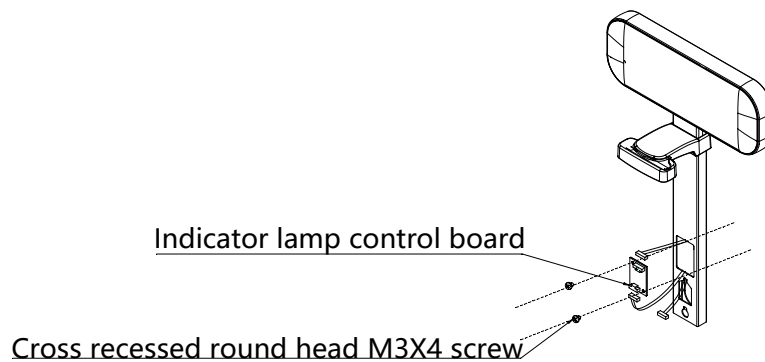 Indicator lamp control board
Cross recessed round head M3X4 screw